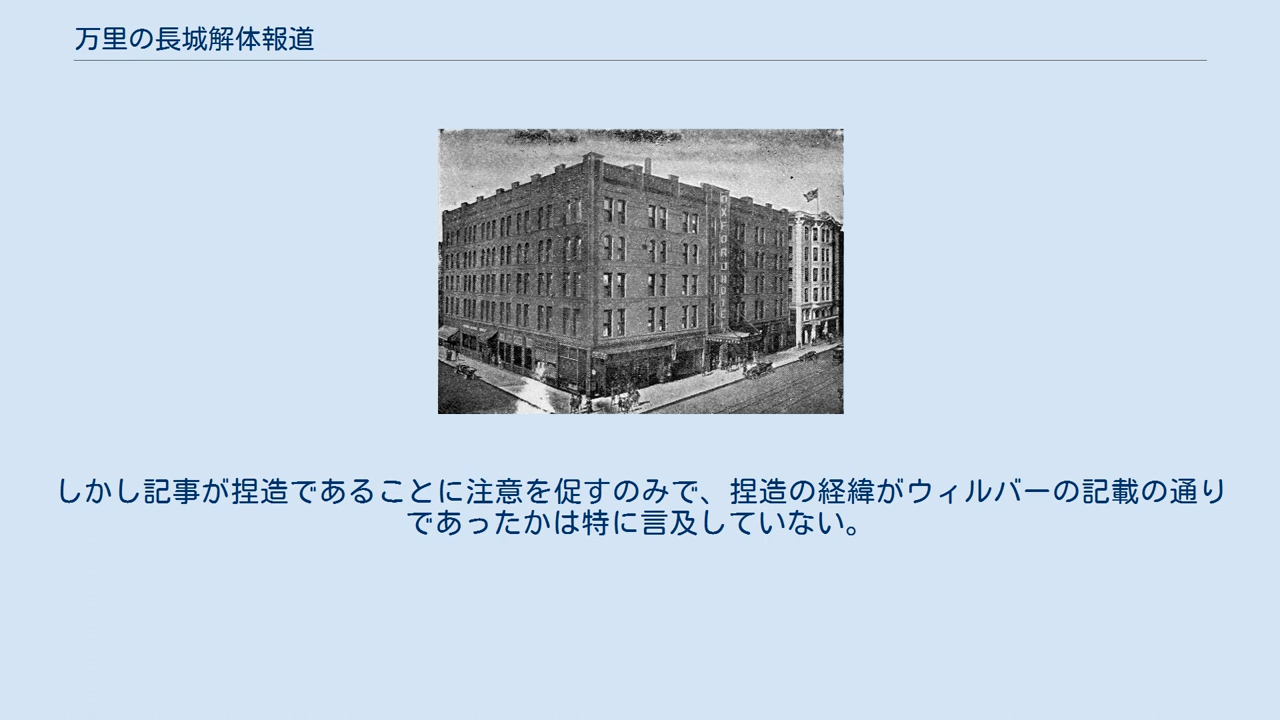 万里の長城解体報道
OXFORD HOTEL
しかし記事が捏造であることに注意を促すのみで、捏造の経緯がウィルバーの記載の通り
であったかは特に言及していない。